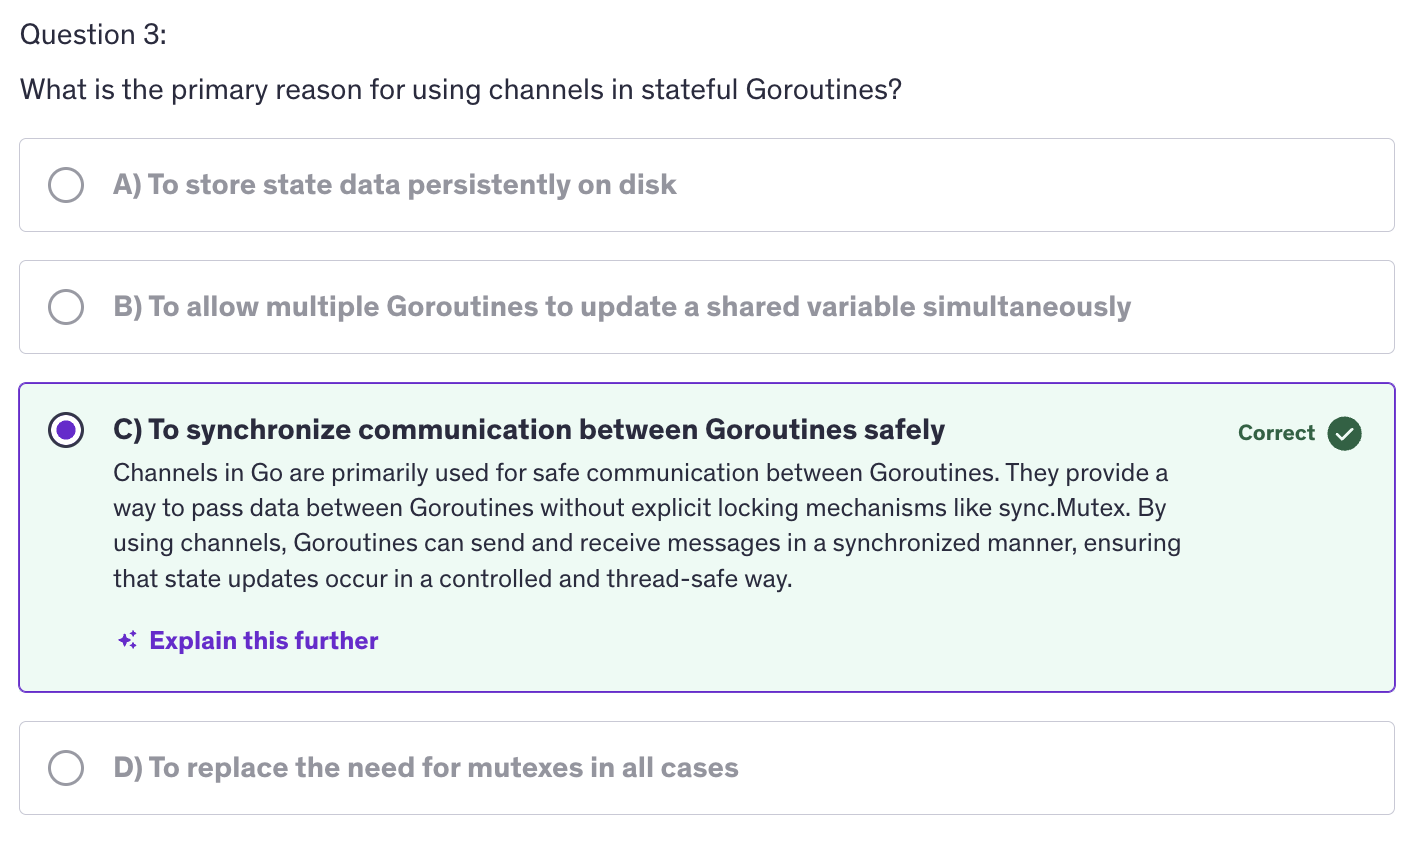 Question 3:
What is the primary reason for using channels in stateful Goroutines?
A) To store state data persistently on disk
B) To allow multiple Goroutines to update a shared variable simultaneously
C) To synchronize communication between Goroutines safely
Correct
Channels in Go are primarily used for safe communication between Goroutines. They provide a
way to pass data between Goroutines without explicit locking mechanisms like sync.Mutex. By
using channels, Goroutines can send and receive messages in a synchronized manner, ensuring
that state updates occur in a controlled and thread-safe way.
Explain this further
D) To replace the need for mutexes in all cases